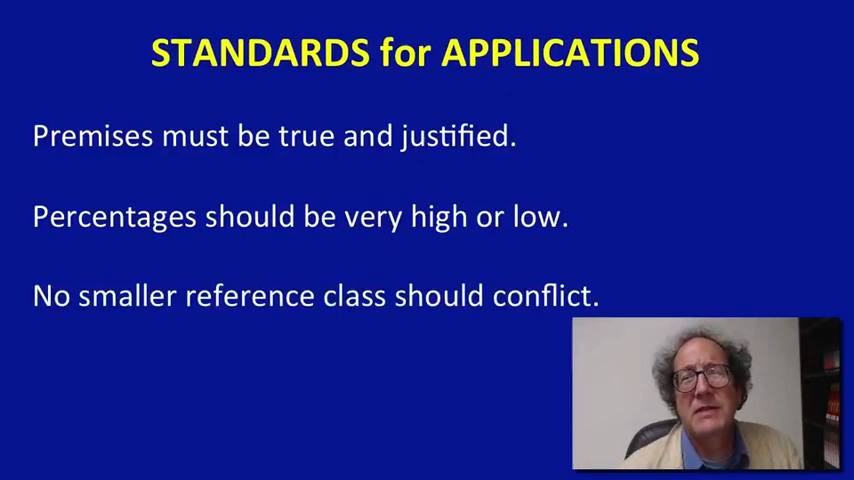 STANDARDS for APPLICATIONS
Premises must be true and justified.
Percentages should be very high or low.
No smaller reference class should conflict.